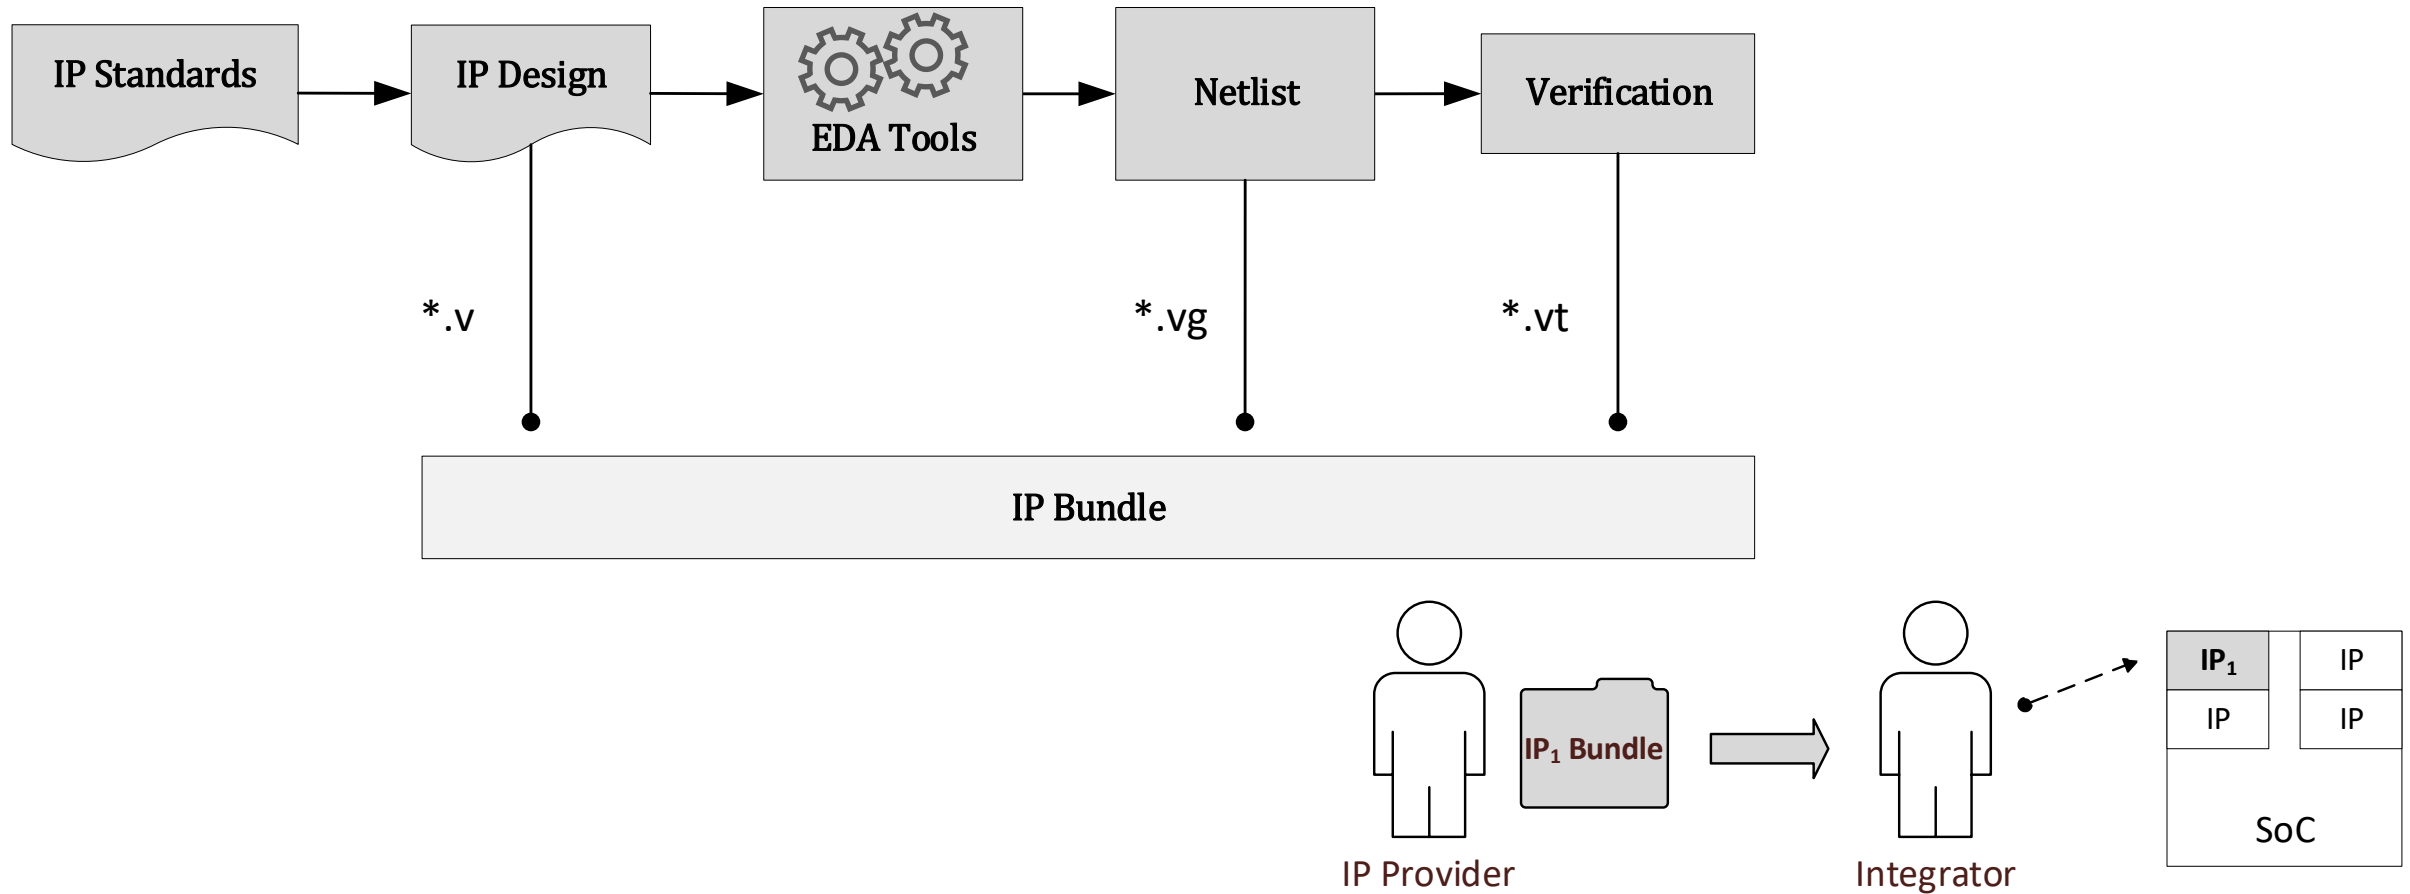 IP Standards
IP Design
EDA Tools
Netlist
Verification
*.v
*.vg
*.vt
IP Bundle
IP₁ Bundle
IP Provider
Integrator
IP₁
IP
IP
IP
SoC